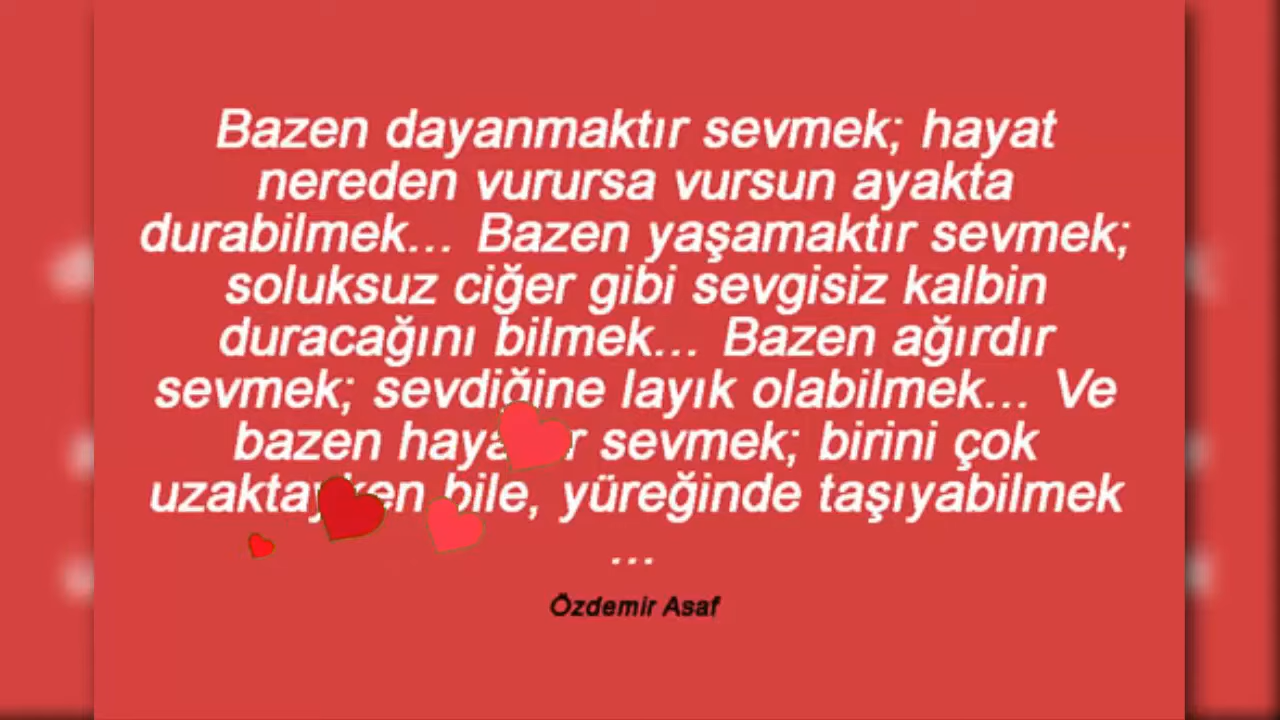 Bazen dayanmaktır sevmek; hayat
nereden vurursa vursun ayakta
durabilmek... Bazen yaşamaktır sevmek;
soluksuz ciğer gibi sevgisiz kalbin
duracağını bilmek... Bazen ağırdır
sevmek; sevdiğine layık olabilmek... Ve
bazen sevmek; birini çok
uzaktayken bile, yüreğinde taşıyabilmek
...
Özdemir Asaf